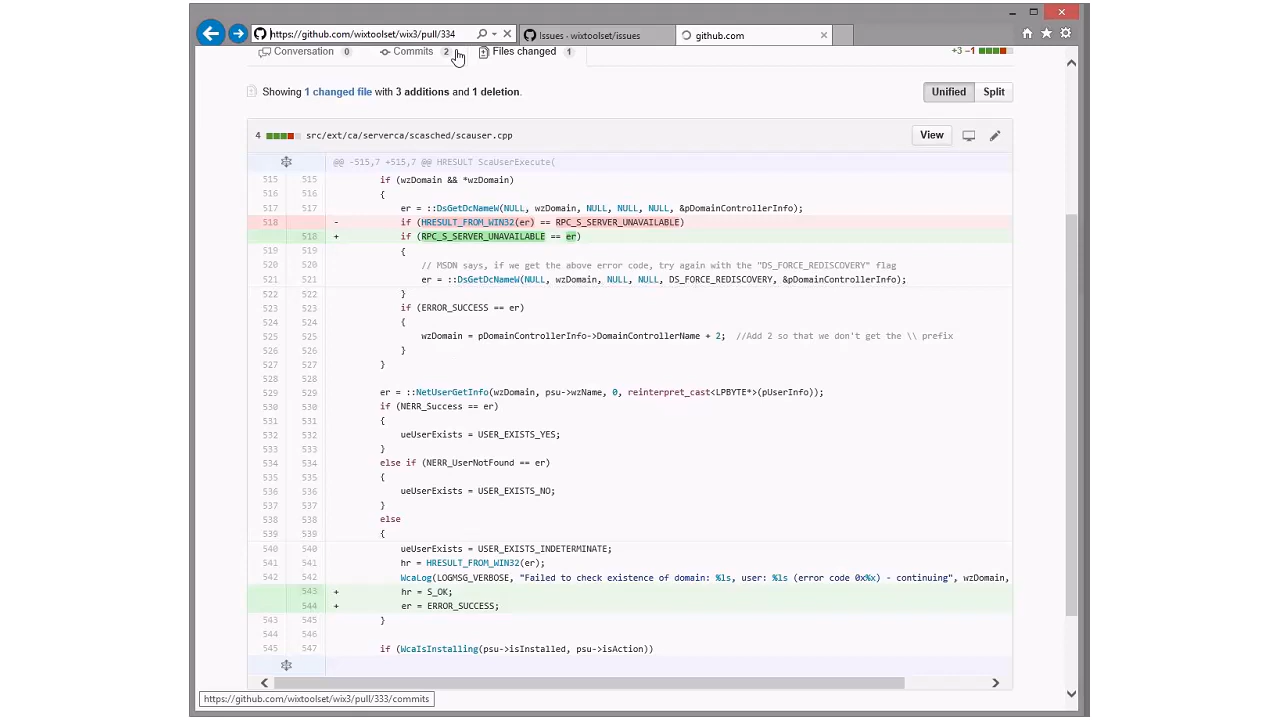 https://github.com/wixtoolset/wix3/pull/334
Issues · wixtoolset/issues
github.com
Conversation 0
Commits 2
Files changed 1
+3 −1
Showing 1 changed file with 3 additions and 1 deletion.
Unified Split
4 src/ext/ca/serverca/scasched/scauser.cpp View
@@ -515,7 +515,7 @@ HRESULT ScaUserExecute(
515 515 if (wzDomain && *wzDomain)
516 516 {
517 517 er = ::DsGetDcNameW(NULL, wzDomain, NULL, NULL, NULL, &pDomainControllerInfo);
518 - if (HRESULT_FROM_WIN32(er) == RPC_S_SERVER_UNAVAILABLE)
518 + if (RPC_S_SERVER_UNAVAILABLE == er)
519 519 {
520 520 // MSDN says, if we get the above error code, try again with the "DS_FORCE_REDISCOVERY" flag
521 521 er = ::DsGetDcNameW(NULL, wzDomain, NULL, NULL, DS_FORCE_REDISCOVERY, &pDomainControllerInfo);
522 522 }
523 523 if (ERROR_SUCCESS == er)
524 524 {
525 525 wzDomain = pDomainControllerInfo->DomainControllerName + 2; //Add 2 so that we don't get the \\ prefix
526 526 }
527 527 }
528 528
529 529 er = ::NetUserGetInfo(wzDomain, psu->wzName, 0, reinterpret_cast<LPBYTE*>(pUserInfo));
530 530 if (NERR_Success == er)
531 531 {
532 532 ueUserExists = USER_EXISTS_YES;
533 533 }
534 534 else if (NERR_UserNotFound == er)
535 535 {
536 536 ueUserExists = USER_EXISTS_NO;
537 537 }
538 538 else
539 539 {
540 540 ueUserExists = USER_EXISTS_INDETERMINATE;
541 541 hr = HRESULT_FROM_WIN32(er);
542 542 WcaLog(LOGMSG_VERBOSE, "Failed to check existence of domain: %ls, user: %ls (error code 0x%x) - continuing", wzDomain,
543 + hr = S_OK;
544 + er = ERROR_SUCCESS;
543 545 }
544 546
545 547 if (WcaIsInstalling(psu->isInstalled, psu->isAction))
https://github.com/wixtoolset/wix3/pull/333/commits